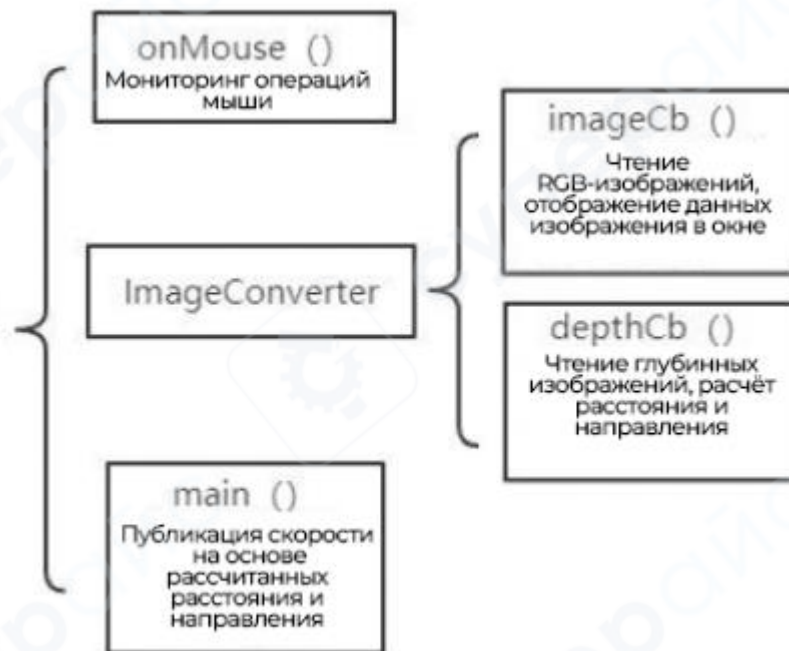 onMouse ()
Мониторинг операций
мыши
ImageConverter
main ()
Публикация скорости
на основе
рассчитанных
расстояния и
направления
imageCb ()
Чтение
RGB-изображений,
отображение данных
изображения в окне
depthCb ()
Чтение глубинных
изображений, расчёт
расстояния и
направления